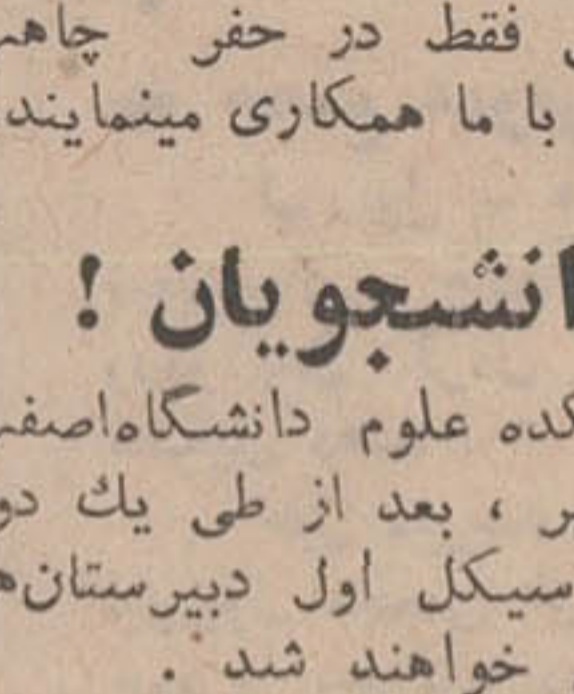 فقط در حفر چاهه
با ما همکاری مینمایند
انشجویان !
کده علوم دانشگاه اصفه
ر ، بعد از طی یك دو
سیکل اول دبیرستان‌ه
خواهند شد .